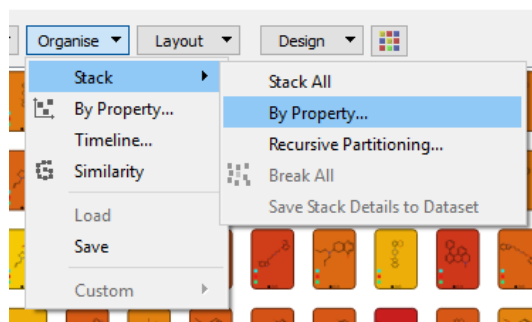 Organise
Layout
Design
Stack
By Property...
Timeline...
Similarity
Load
Save
Custom
Stack All
By Property...
Recursive Partitioning...
Break All
Save Stack Details to Dataset